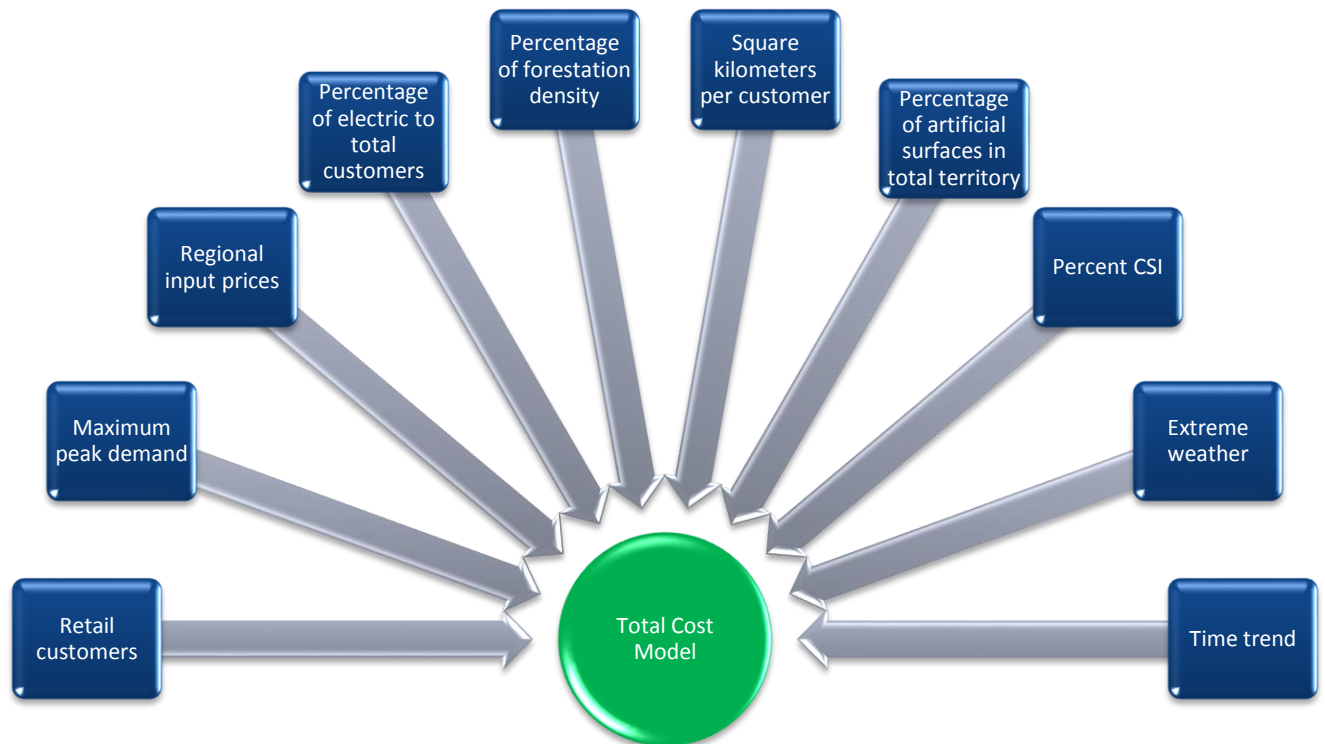 Retail
customers
Maximum
peak demand
Regional
input prices
Percentage
of electric to
total
customers
Percentage
of forestation
density
Square
kilometers
per customer
Percentage
of artificial
surfaces in
total territory
Percent CSI
Extreme
weather
Time trend
Total Cost
Model